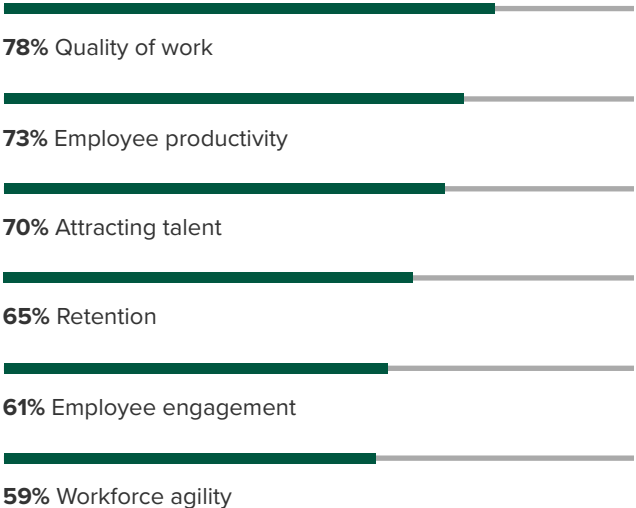 78% Quality of work
73% Employee productivity
70% Attracting talent
65% Retention
61% Employee engagement
59% Workforce agility